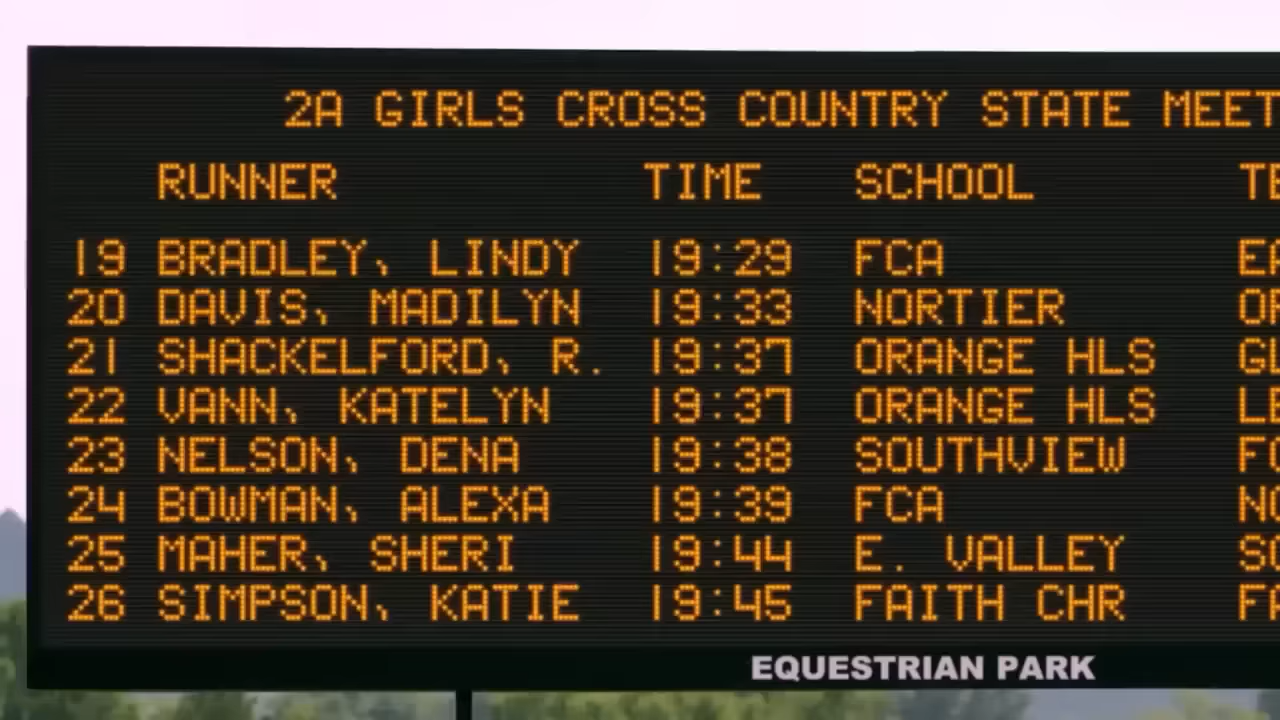 2A GIRLS CROSS COUNTRY STATE MEET
RUNNER TIME SCHOOL
19 BRADLEY, LINDY 19:29 FCA
20 DAVIS, MADILYN 19:33 NORTIER
21 SHACKELFORD, R. 19:37 ORANGE HLS
22 VANN, KATELYN 19:37 ORANGE HLS
23 NELSON, DENA 19:38 SOUTHVIEW
24 BOWMAN, ALEXA 19:39 FCA
25 MAHER, SHERI 19:44 E. VALLEY
26 SIMPSON, KATIE 19:45 FAITH CHR
EQUESTRIAN PARK